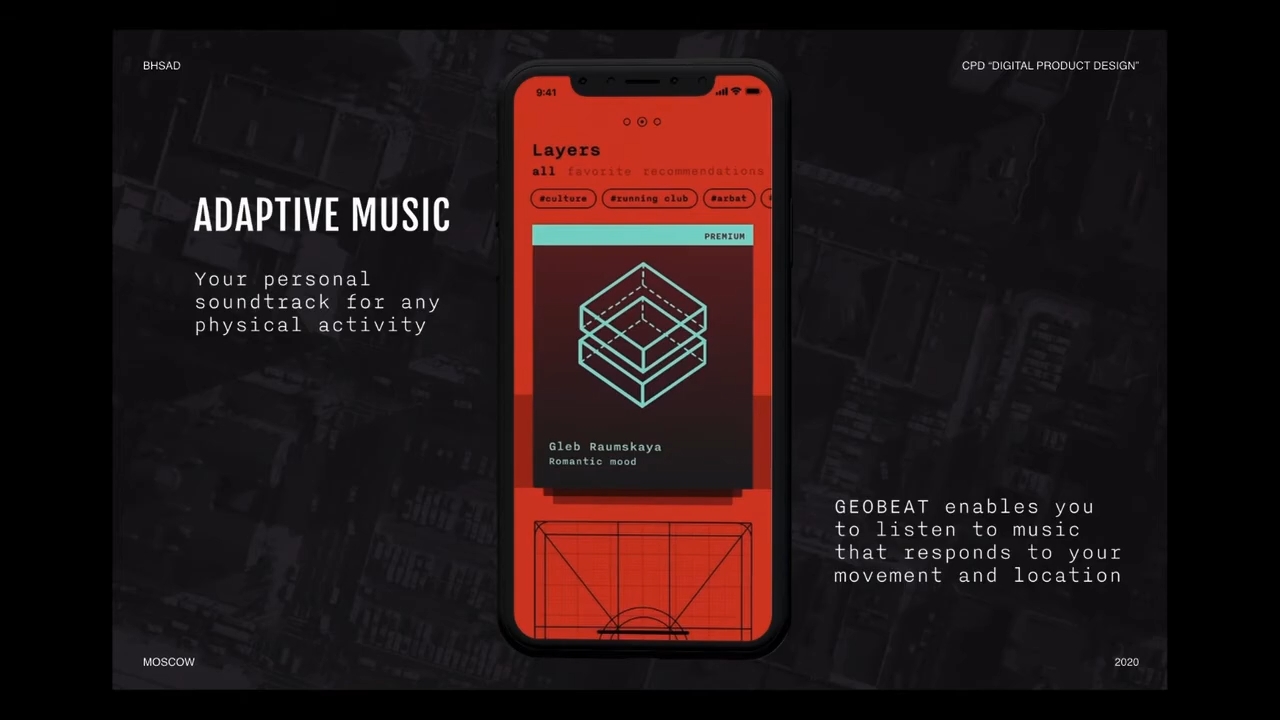 BHSAD
CPD “DIGITAL PRODUCT DESIGN”
ADAPTIVE MUSIC
Your personal
soundtrack for any
physical activity
9:41
Layers
all favorite recommendations
#culture #running club #arbat #
PREMIUM
Gleb Raumskaya
Romantic mood
GEOBEAT enables you
to listen to music
that responds to your
movement and location
MOSCOW
2020